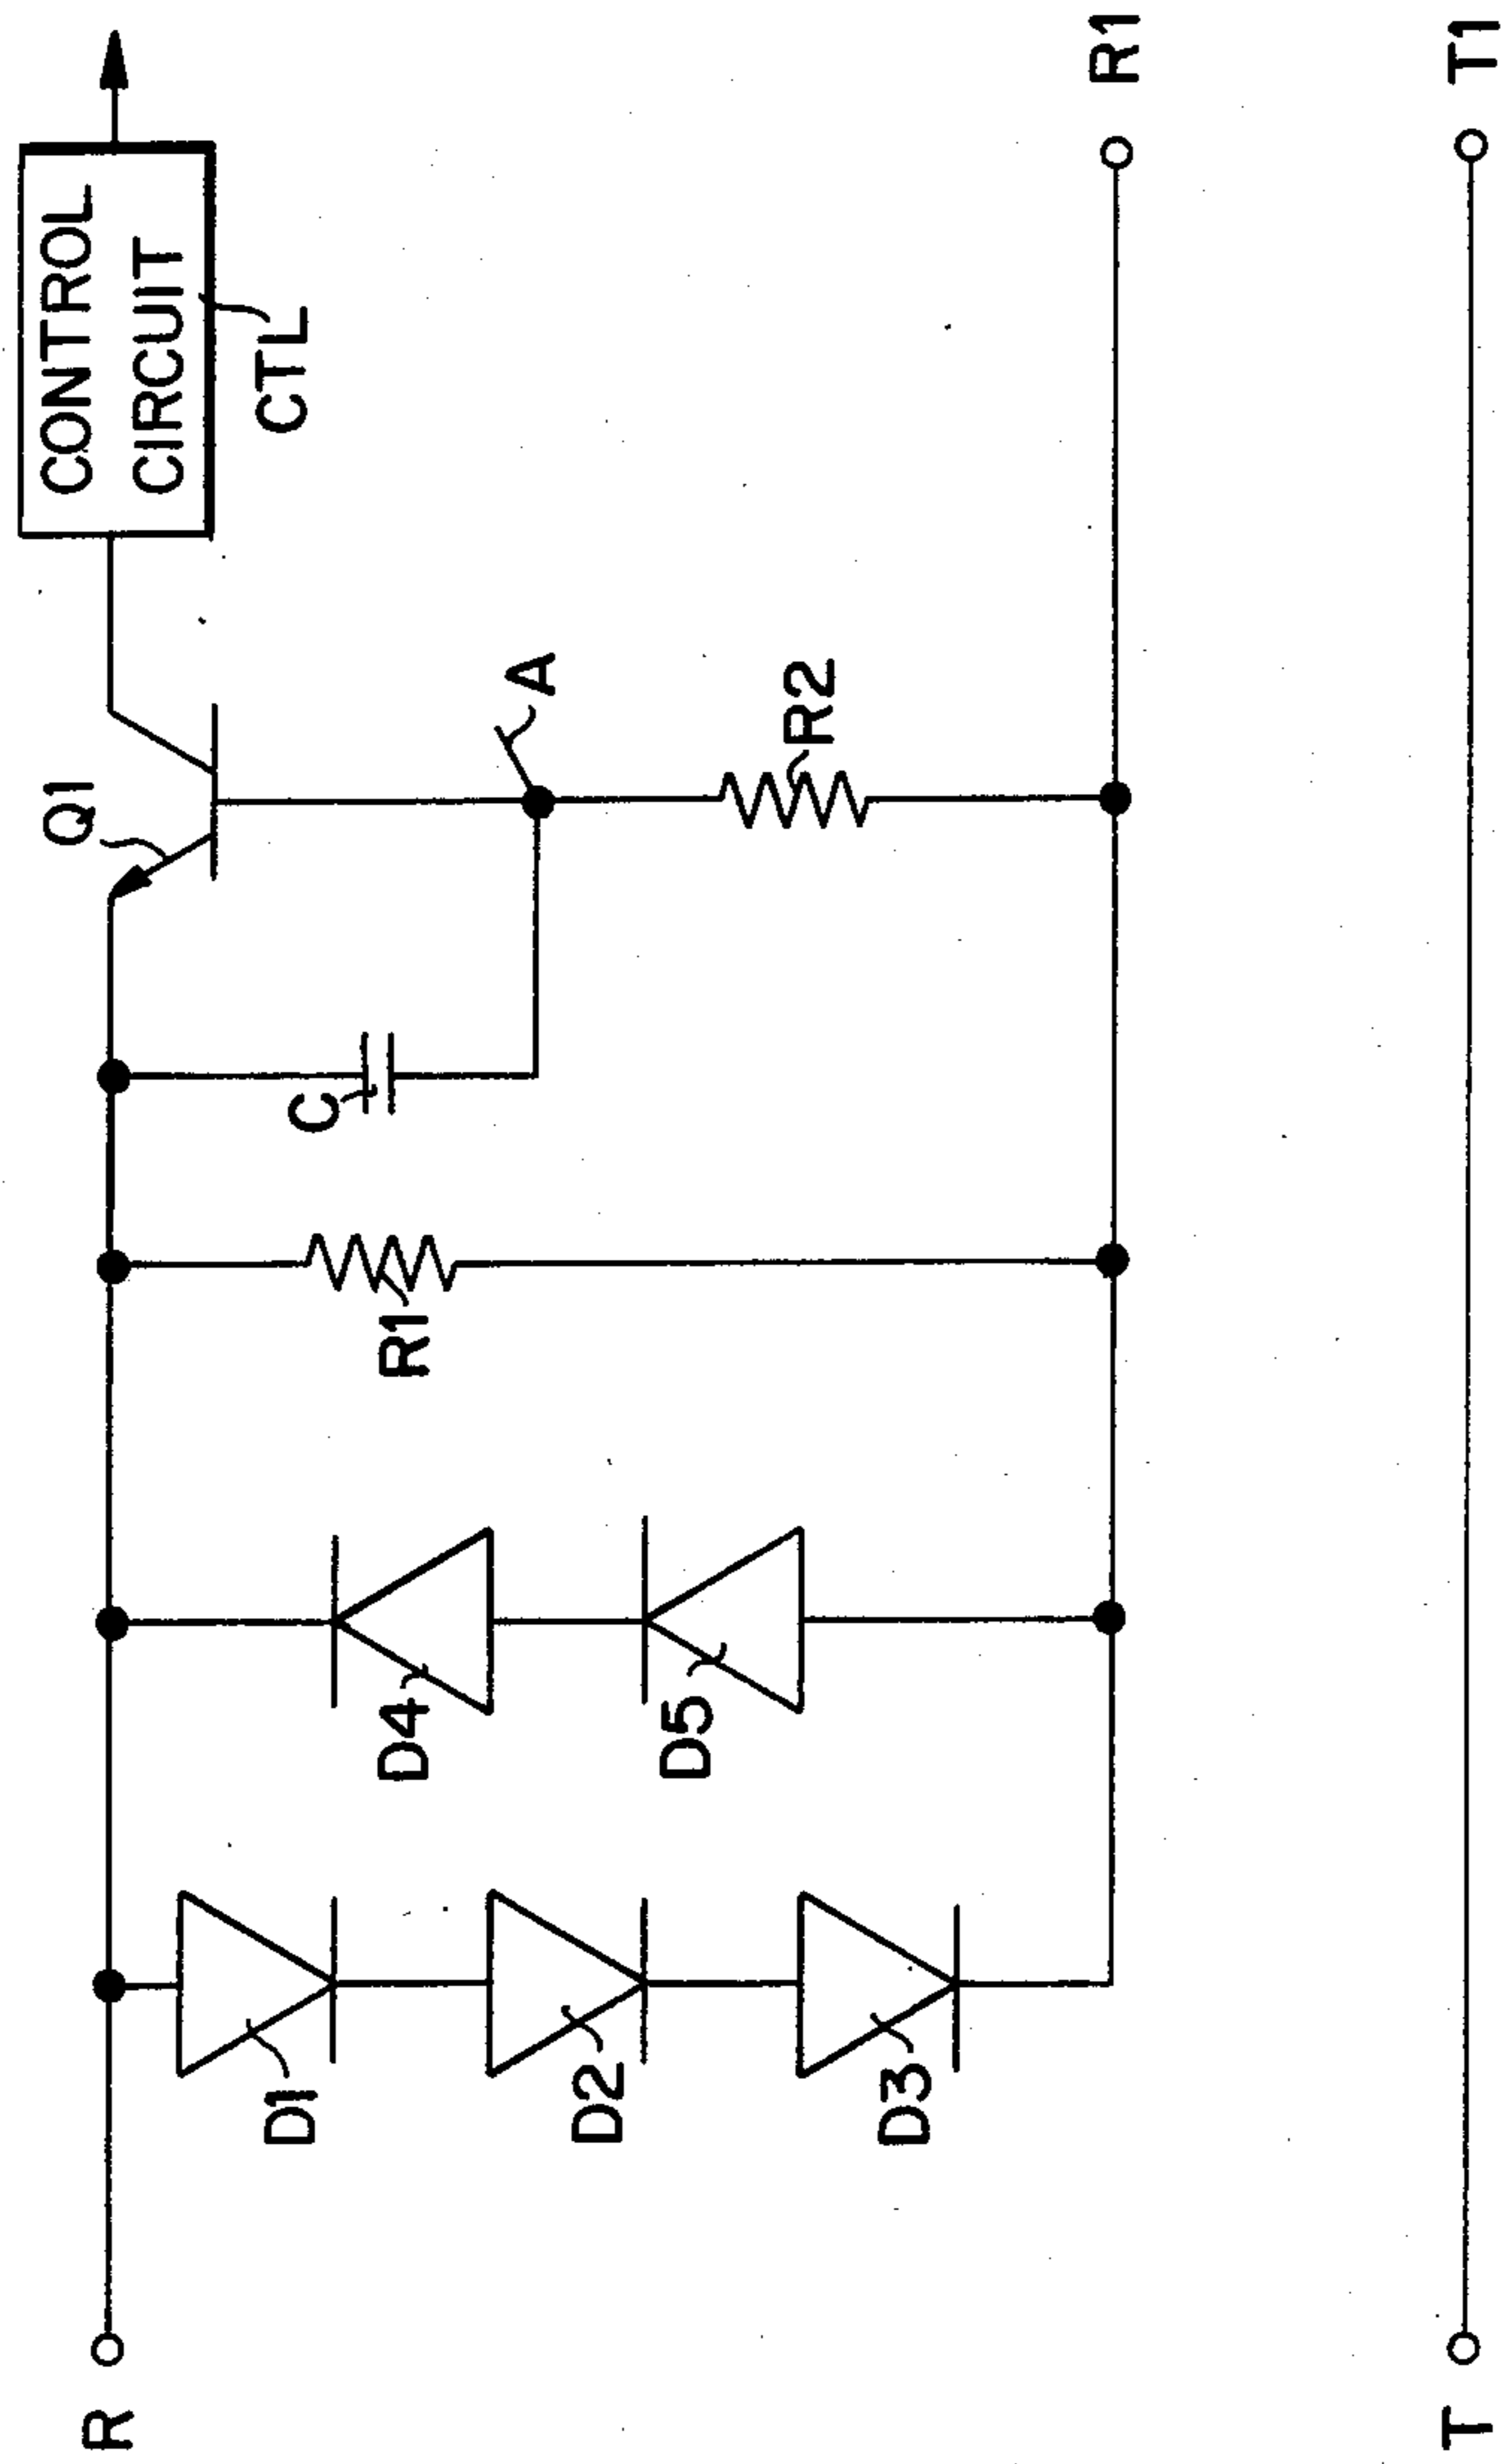 CONTROL
CIRCUIT
CTL
Q1
A
R2
C
R1
D4
D5
D1
D2
D3
R
R1
T
T1